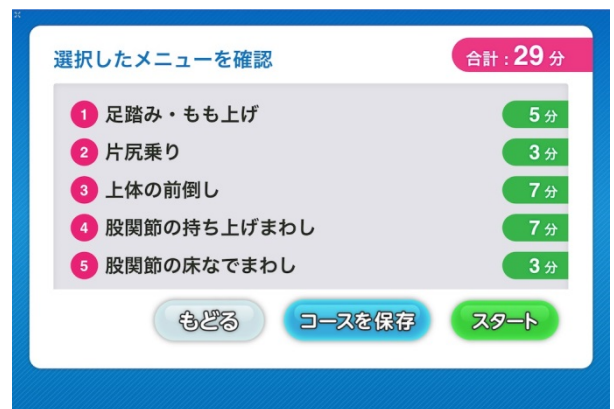 選択したメニューを確認
合計：29分
1 足踏み・もも上げ 5分
2 片尻乗り 3分
3 上体の前倒し 7分
4 股関節の持ち上げまわし 7分
5 股関節の床なでまわし 3分
もどる コースを保存 スタート